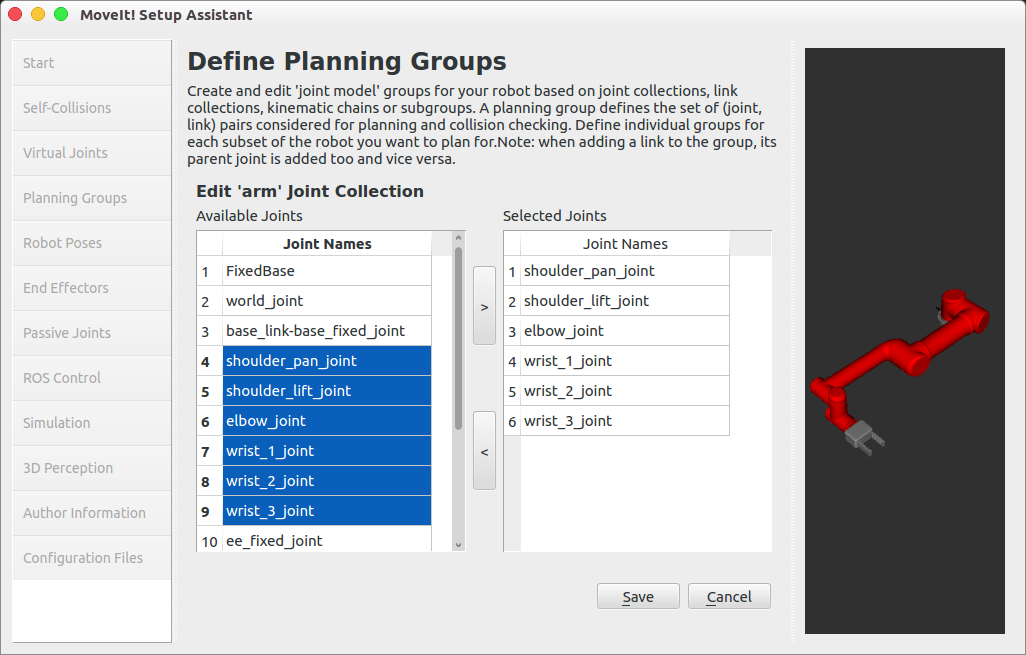 MoveIt! Setup Assistant
Start
Self-Collisions
Virtual Joints
Planning Groups
Robot Poses
End Effectors
Passive Joints
ROS Control
Simulation
3D Perception
Author Information
Configuration Files
Define Planning Groups
Create and edit 'joint model' groups for your robot based on joint collections, link
collections, kinematic chains or subgroups. A planning group defines the set of (joint,
link) pairs considered for planning and collision checking. Define individual groups for
each subset of the robot you want to plan for.Note: when adding a link to the group, its
parent joint is added too and vice versa.
Edit 'arm' Joint Collection
Available Joints
Joint Names
1 FixedBase
2 world_joint
3 base_link-base_fixed_joint
4 shoulder_pan_joint
5 shoulder_lift_joint
6 elbow_joint
7 wrist_1_joint
8 wrist_2_joint
9 wrist_3_joint
10 ee_fixed_joint
>
<
Selected Joints
Joint Names
1 shoulder_pan_joint
2 shoulder_lift_joint
3 elbow_joint
4 wrist_1_joint
5 wrist_2_joint
6 wrist_3_joint
Save
Cancel